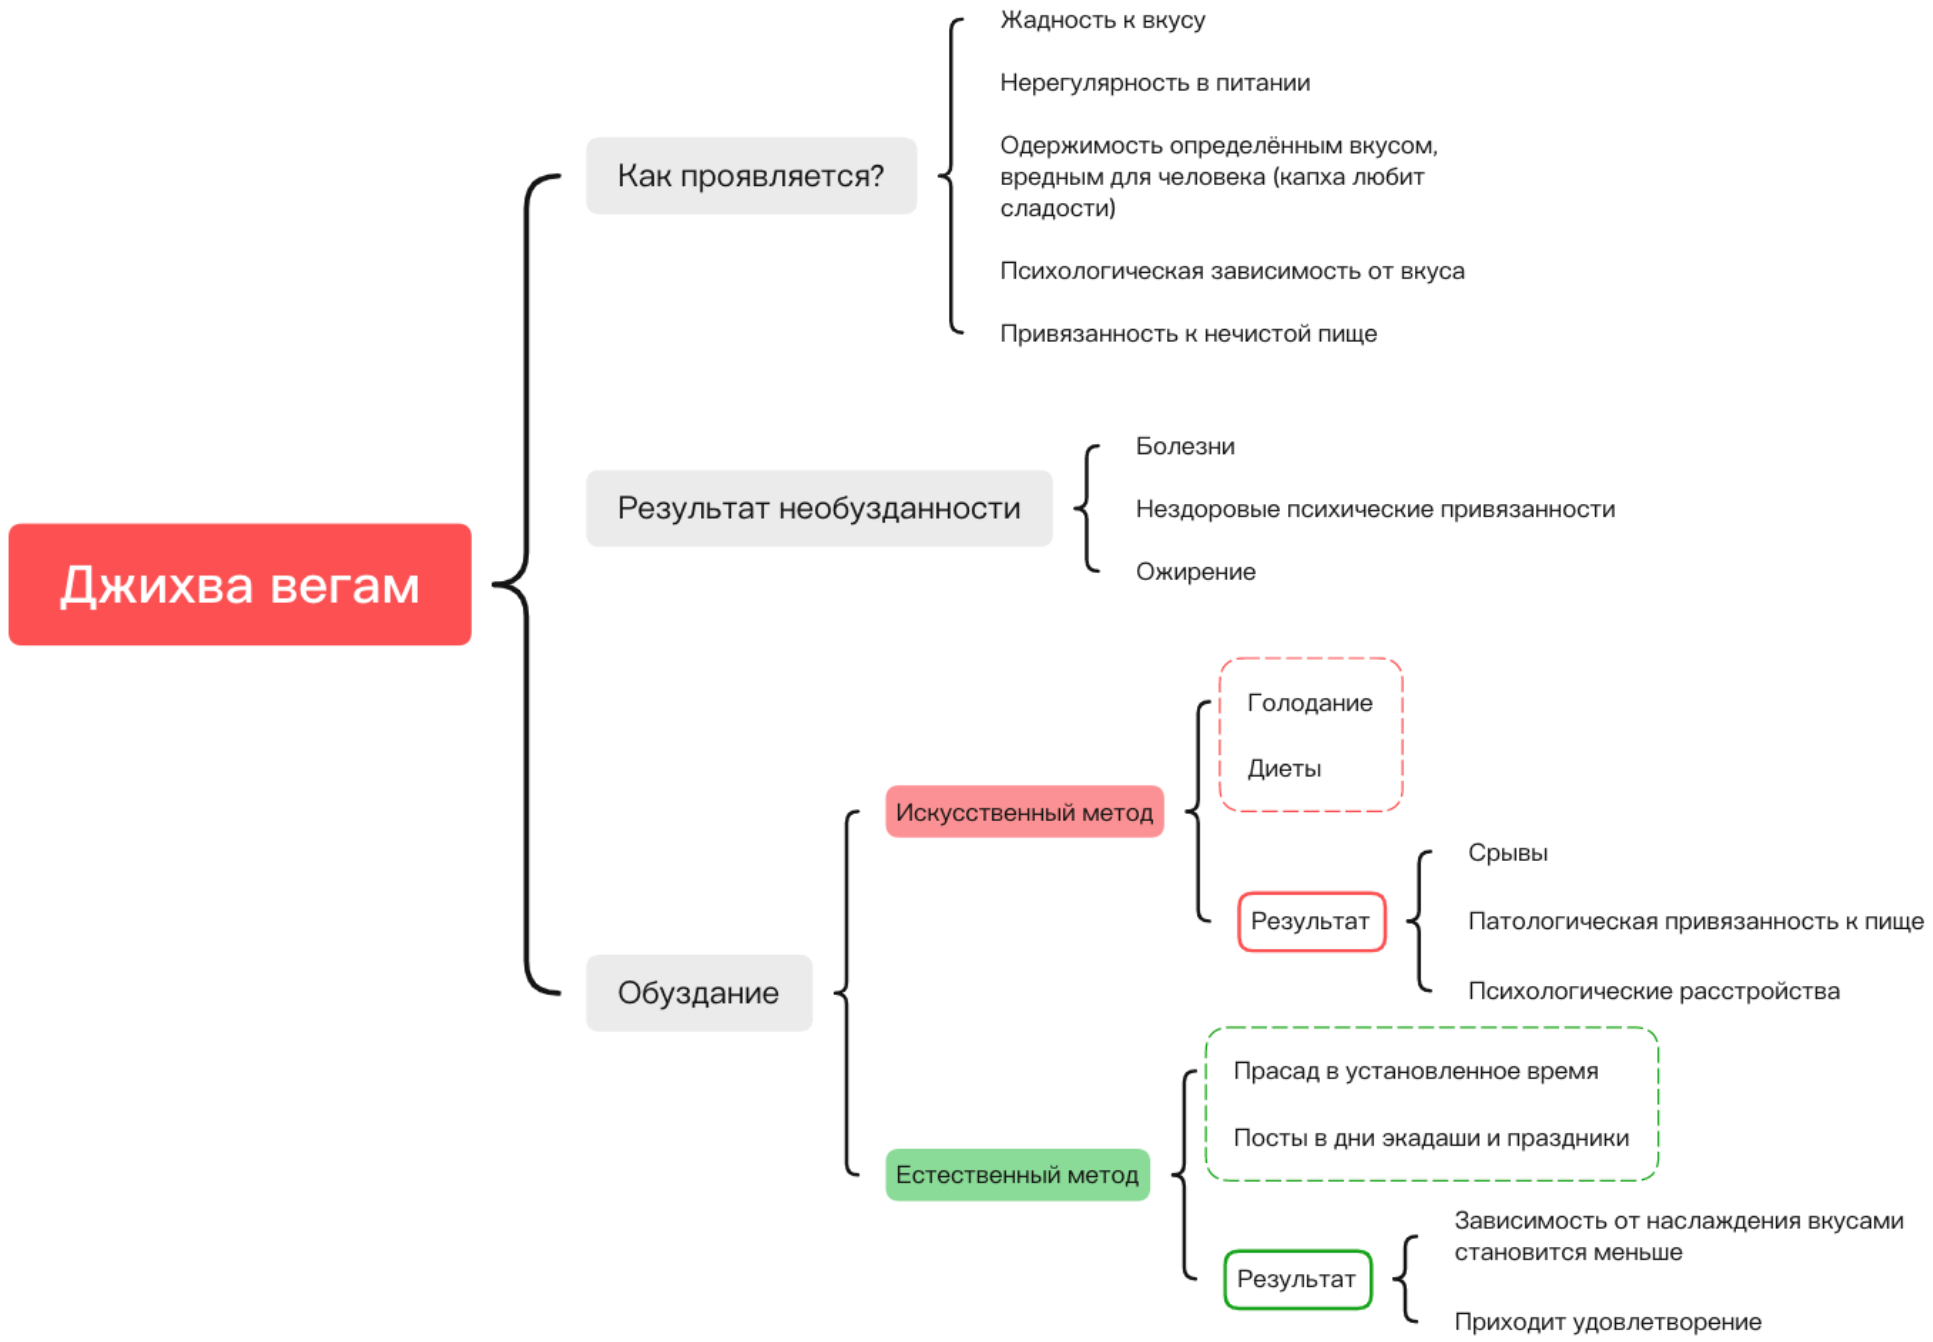 Джихва вегам
Как проявляется?
Жадность к вкусу
Нерегулярность в питании
Одержимость определённым вкусом,
вредным для человека (капха любит
сладости)
Психологическая зависимость от вкуса
Привязанность к нечистой пище
Результат необузданности
Болезни
Нездоровые психические привязанности
Ожирение
Обуздание
Искусственный метод
Голодание
Диеты
Результат
Срывы
Патологическая привязанность к пище
Психологические расстройства
Естественный метод
Прасад в установленное время
Посты в дни экадаши и праздники
Результат
Зависимость от наслаждения вкусами
становится меньше
Приходит удовлетворение